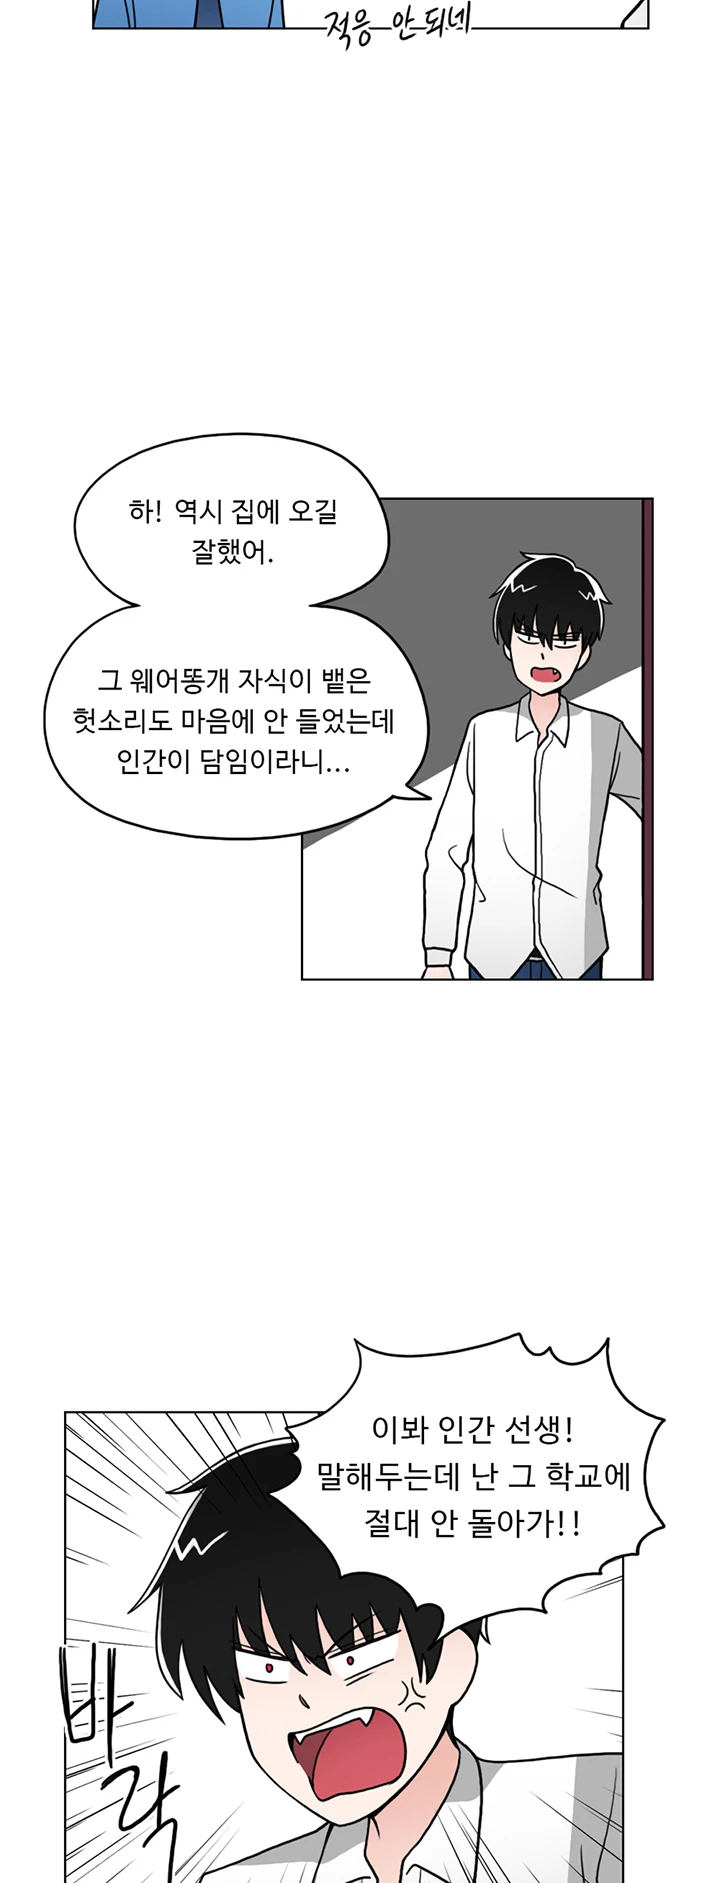 적응 안 되네
하! 역시 집에 오길
잘했어.
그 웨어똥개 자식이 뱉은
헛소리도 마음에 안 들었는데
인간이 담임이라니...
이봐 인간 선생!
말해두는데 난 그 학교에
절대 안 돌아가!!
바
락